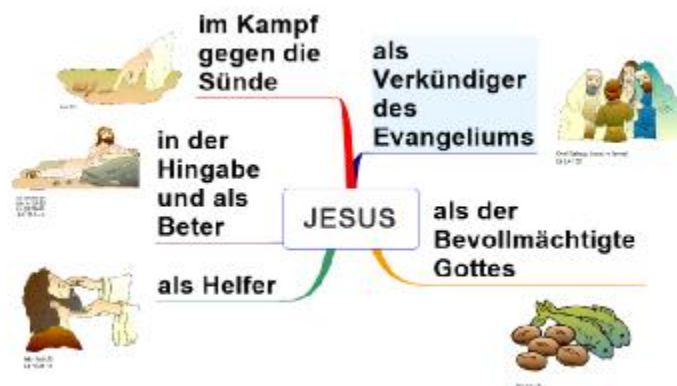 im Kampf
gegen die
Sünde
als
Verkündiger
des
Evangeliums
in der
Hingabe
und als
Beter
JESUS
als der
Bevollmächtigte
Gottes
als Helfer